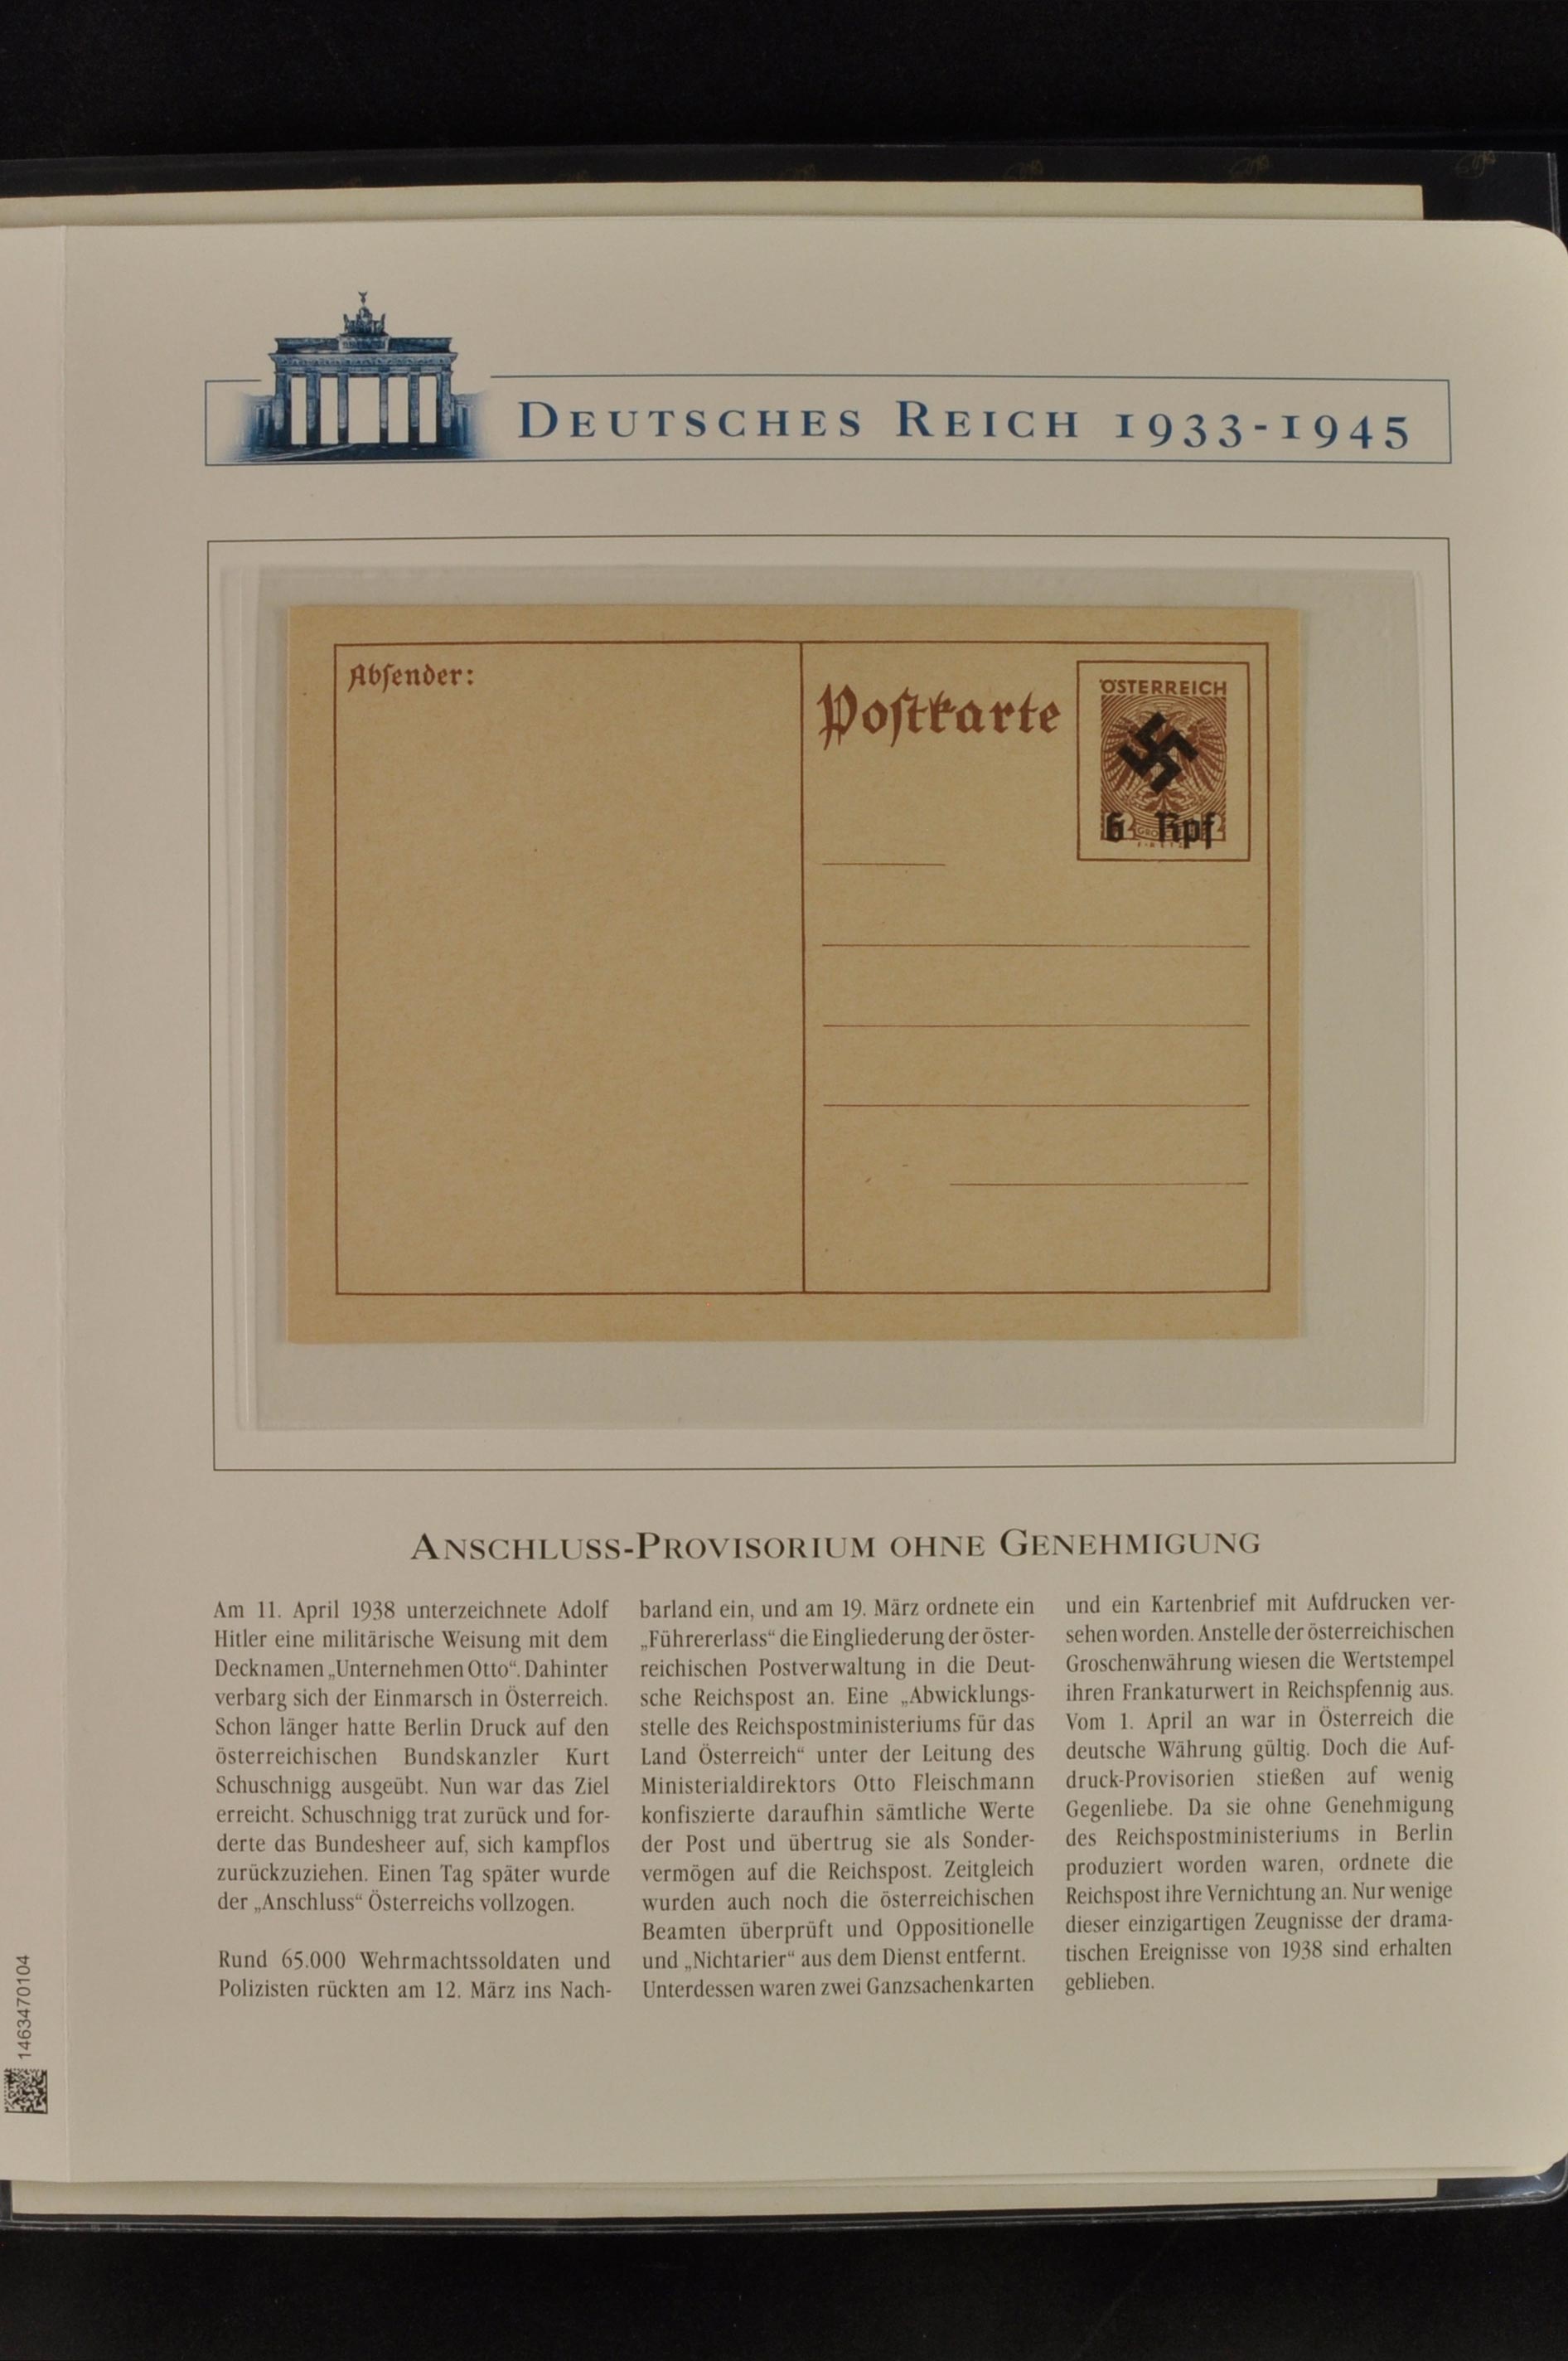 DEUTSCHES REICH 1933-1945
Absender:
Postkarte
ÖSTERREICH
6 Rpf
ANSCHLUSS-PROVISORIUM OHNE GENEHMIGUNG
Am 11. April 1938 unterzeichnete Adolf
Hitler eine militärische Weisung mit dem
Decknamen „Unternehmen Otto“. Dahinter
verbarg sich der Einmarsch in Österreich.
Schon länger hatte Berlin Druck auf den
österreichischen Bundskanzler Kurt
Schuschnigg ausgeübt. Nun war das Ziel
erreicht. Schuschnigg trat zurück und for-
derte das Bundesheer auf, sich kampflos
zurückzuziehen. Einen Tag später wurde
der „Anschluss“ Österreichs vollzogen.
Rund 65.000 Wehrmachtssoldaten und
Polizisten rückten am 12. März ins Nach-
barland ein, und am 19. März ordnete ein
„Führererlass“ die Eingliederung der öster-
reichischen Postverwaltung in die Deut-
sche Reichspost an. Eine „Abwicklungs-
stelle des Reichspostministeriums für das
Land Österreich“ unter der Leitung des
Ministerialdirektors Otto Fleischmann
konfiszierte daraufhin sämtliche Werte
der Post und übertrug sie als Sonder-
vermögen auf die Reichspost. Zeitgleich
wurden auch noch die österreichischen
Beamten überprüft und Oppositionelle
und „Nichtarier“ aus dem Dienst entfernt.
Unterdessen waren zwei Ganzsachenkarten
und ein Kartenbrief mit Aufdrucken ver-
sehen worden. Anstelle der österreichischen
Groschenwährung wiesen die Wertstempel
ihren Frankaturwert in Reichspfennig aus.
Vom 1. April an war in Österreich die
deutsche Währung gültig. Doch die Auf-
druck-Provisorien stießen auf wenig
Gegenliebe. Da sie ohne Genehmigung
des Reichspostministeriums in Berlin
produziert worden waren, ordnete die
Reichspost ihre Vernichtung an. Nur wenige
dieser einzigartigen Zeugnisse der drama-
tischen Ereignisse von 1938 sind erhalten
geblieben.
1463470104